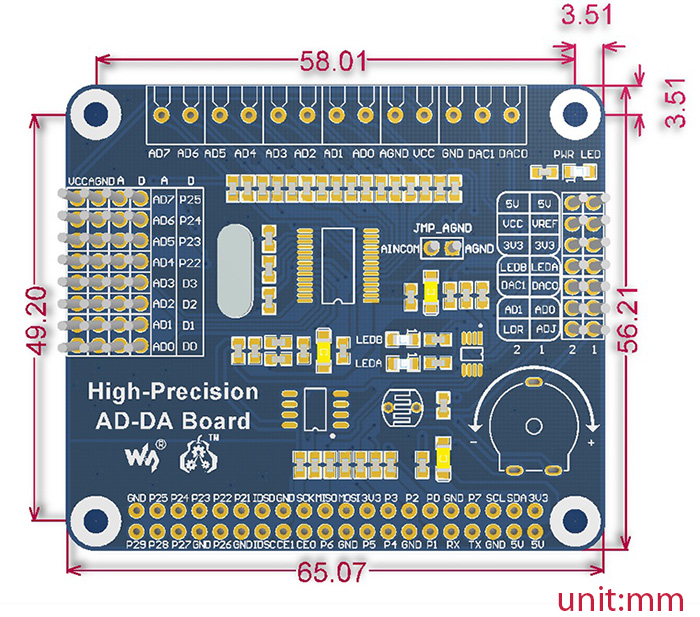 3.51
58.01
3.51
AD7 AD6 AD5 AD4 AD3 AD2 AD1 AD0 AGND VCC GND DAC1 DAC0
PWR LED
VCC AGND A D A D
AD7 P25
AD6 P24
AD5 P23
AD4 P22
AD3 D3
AD2 D2
AD1 D1
AD0 D0
JMP_AGND
AINCOM AGND
5V 5V
VCC VREF
3V3 3V3
LEDB LEDA
DAC1 DAC0
AD1 AD0
LDR ADJ
2 1 2 1
49.20
56.21
LEDB
LEDA
High-Precision
AD-DA Board
® ™
- +
GND P25 P24 P23 P22 P21 IDSD GND SCK MISO MOSI 3V3 P3 P2 P0 GND P7 SCL SDA 3V3
P29 P28 P27 GND P26 GND IDSC CE1 CE0 P6 GND P5 P4 GND P1 RX TX GND 5V 5V
65.07
unit:mm